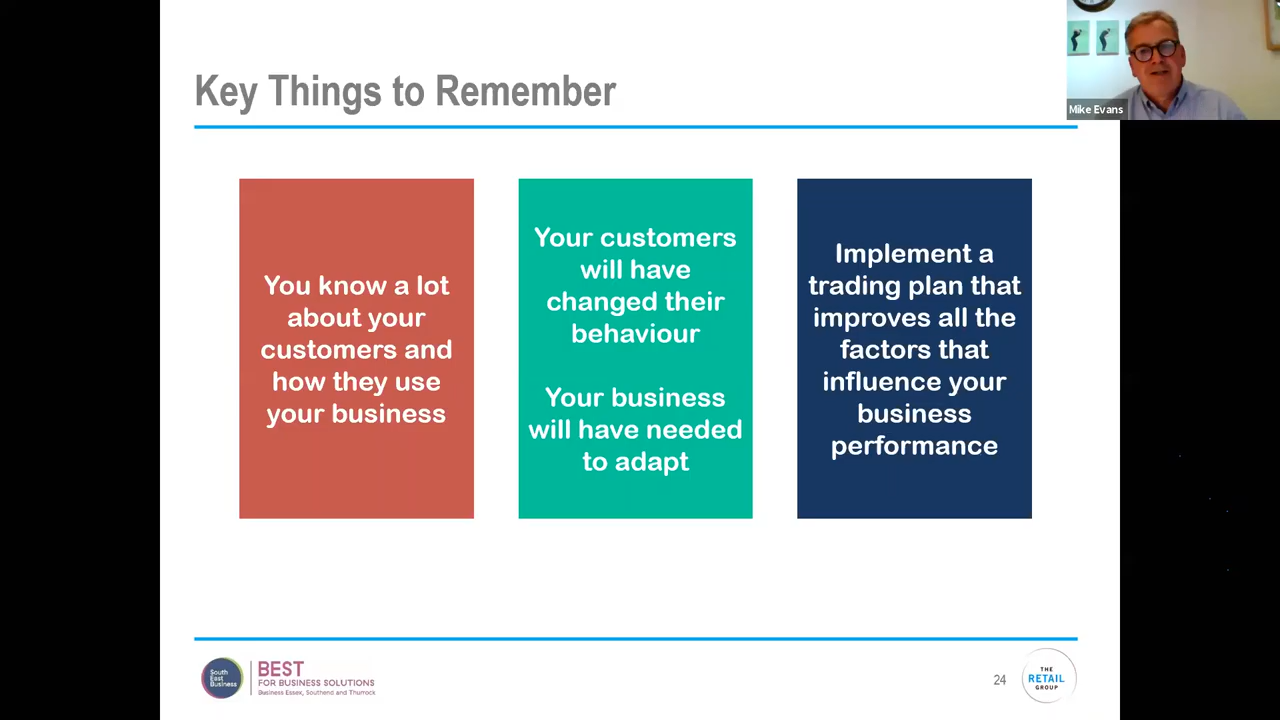 Key Things to Remember
Mike Evans
You know a lot
about your
customers and
how they use
your business
Your customers
will have
changed their
behaviour
Your business
will have needed
to adapt
Implement a
trading plan that
improves all the
factors that
influence your
business
performance
South
East
Business
BEST
FOR BUSINESS SOLUTIONS
Business Essex, Southend and Thurrock
24
THE
RETAIL
GROUP